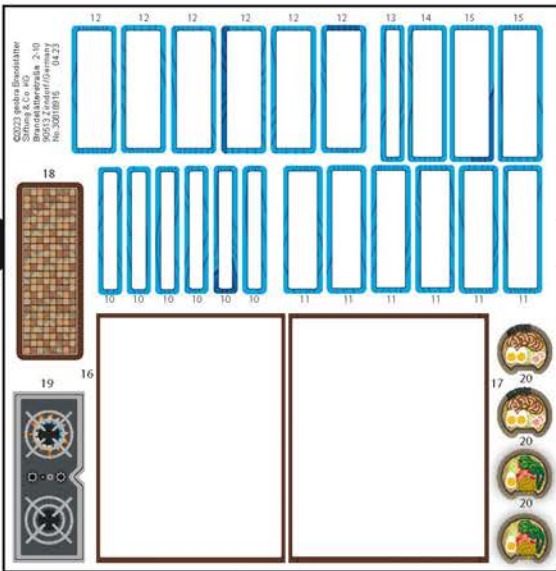 ©2023 geobra Brandstätter
Stiftung & Co. KG
Brandstätterstraße 2-10
90513 Zirndorf/Germany
No. 30818915 04.23
12 12 12 12 12 12 13 14 15 15
18
10 10 10 10 10 10 11 11 11 11 11 11
19 16 17 20
20
20